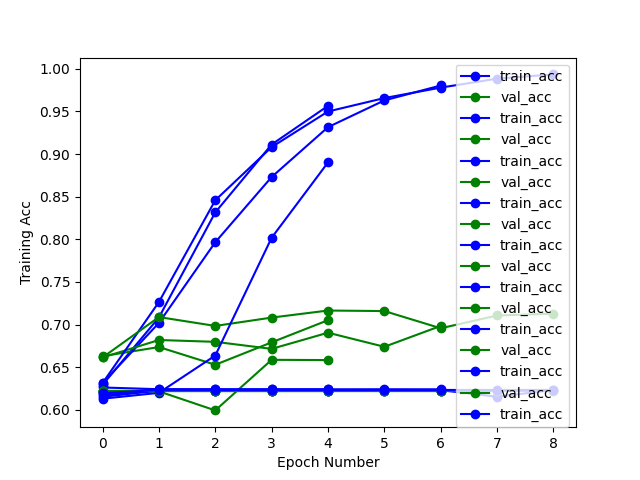 1.00
0.95
0.90
0.85
0.80
0.75
0.70
0.65
0.60
Training Acc
0 1 2 3 4 5 6 7 8
Epoch Number
train_acc
val_acc
train_acc
val_acc
train_acc
val_acc
train_acc
val_acc
train_acc
val_acc
train_acc
val_acc
train_acc
val_acc
train_acc
val_acc
train_acc